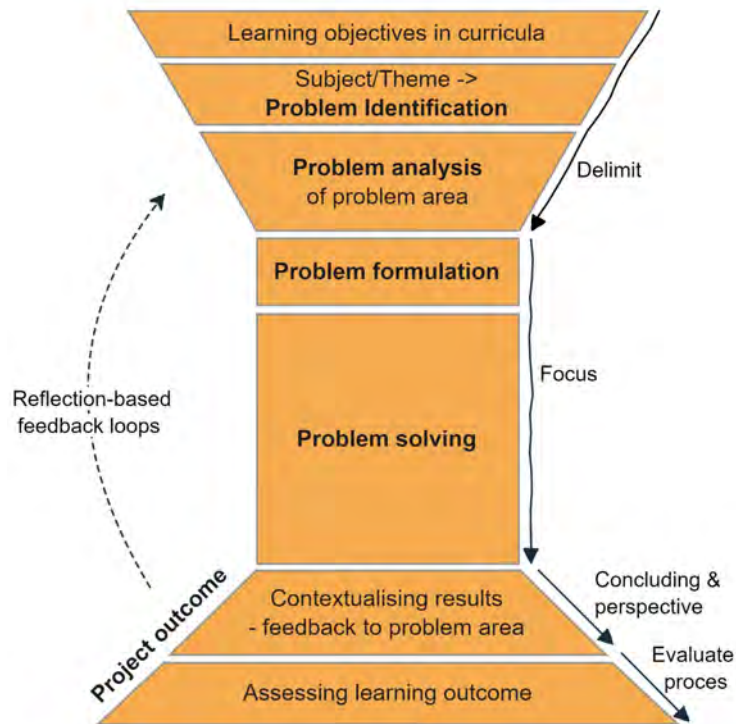 Learning objectives in curricula
Subject/Theme ->
Problem Identification
Problem analysis
of problem area
Delimit
Problem formulation
Focus
Reflection-based
feedback loops
Problem solving
Project outcome
Contextualising results
- feedback to problem area
Concluding &
perspective
Evaluate
proces
Assessing learning outcome